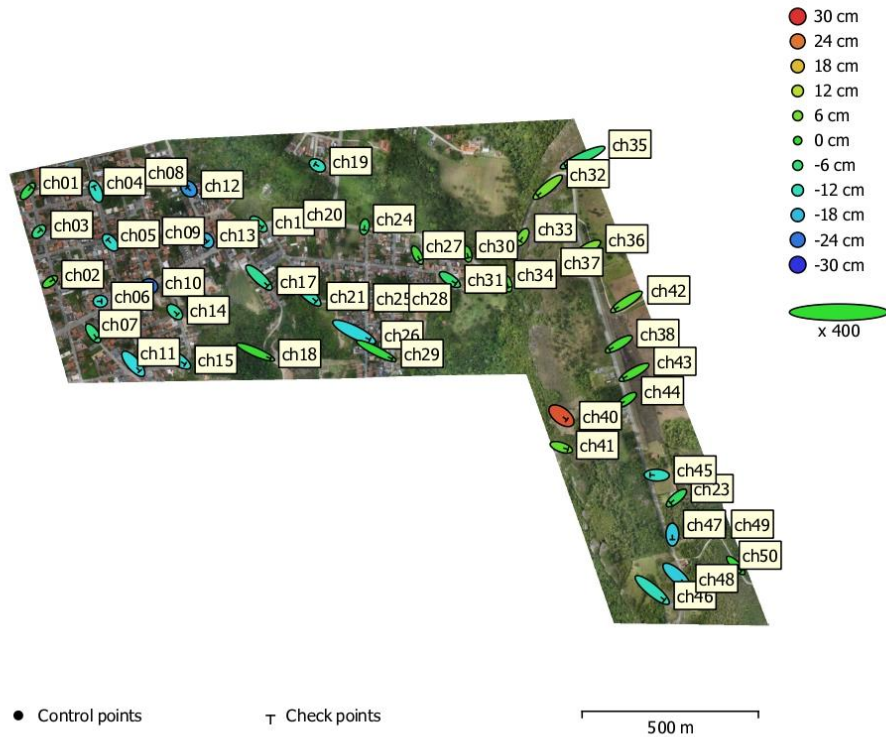 30 cm
24 cm
18 cm
12 cm
6 cm
0 cm
-6 cm
-12 cm
-18 cm
-24 cm
-30 cm
x 400
ch35
ch32
ch19
ch08
ch01
ch04
ch12
ch20
ch24
ch03
ch05
ch09
ch13
ch33
ch36
ch27
ch30
ch37
ch02
ch10
ch17
ch31
ch34
ch42
ch06
ch21
ch28
ch14
ch07
ch26
ch38
ch11
ch15
ch18
ch29
ch43
ch44
ch40
ch41
ch45
ch23
ch47
ch49
ch50
ch48
ch46
Control points
Check points
500 m